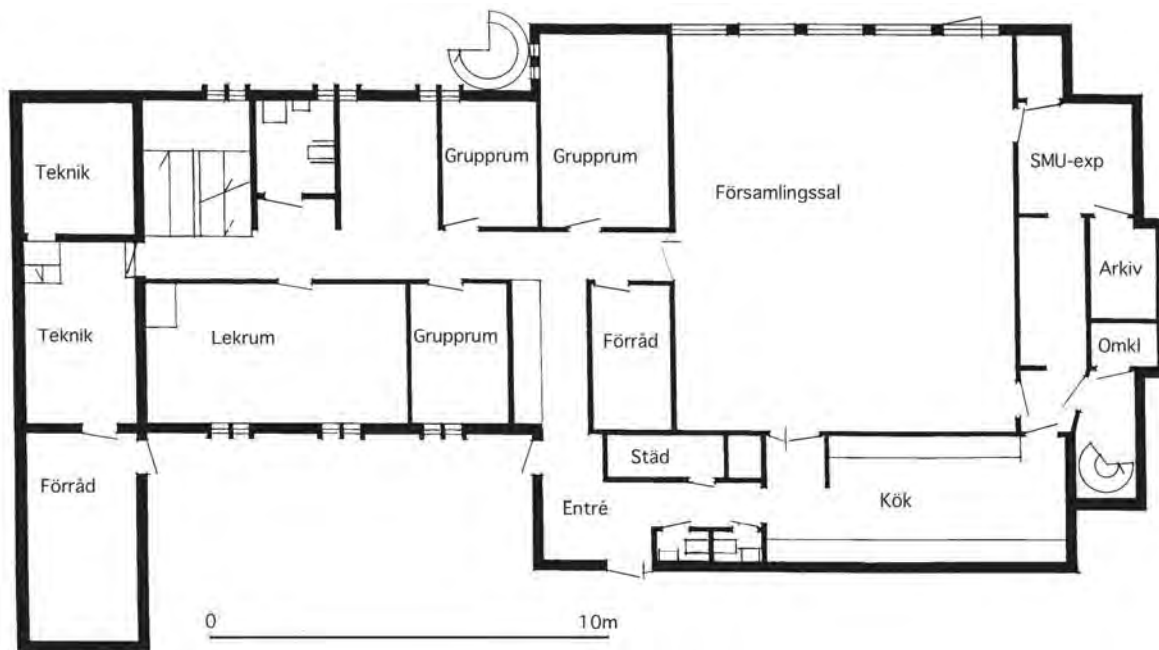 Teknik
Grupprum
Grupprum
Församlingssal
SMU-exp
Arkiv
Teknik
Lekrum
Grupprum
Förråd
Omkl
Städ
Förråd
Entré
Kök
0
10m